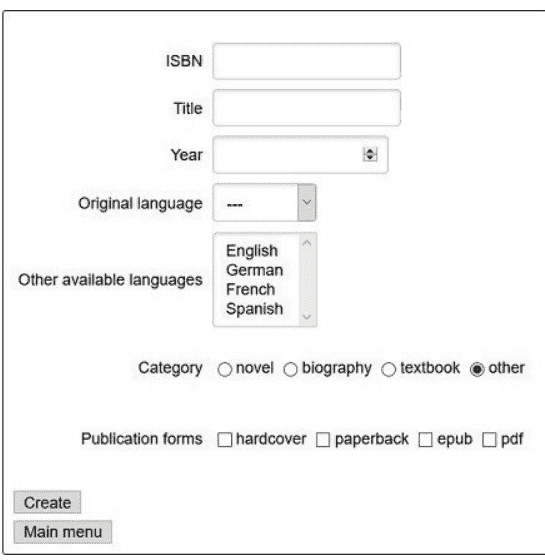 ISBN
Title
Year
Original language ---
Other available languages
English
German
French
Spanish
Category novel biography textbook other
Publication forms hardcover paperback epub pdf
Create
Main menu